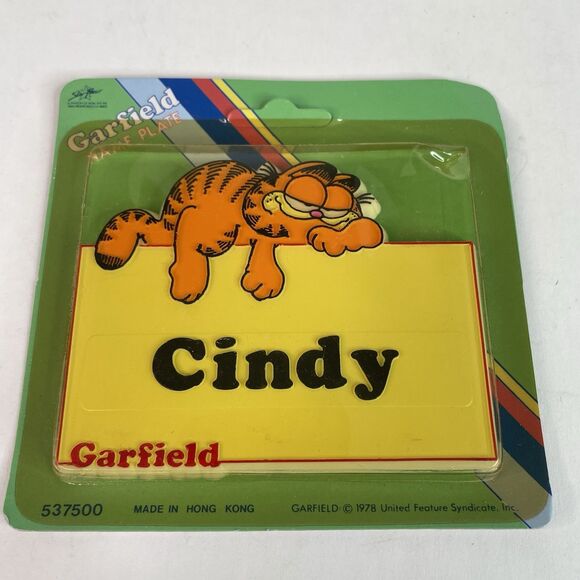 Garfield
NAME PLATE
Cindy
Garfield
537500 MADE IN HONG KONG GARFIELD © 1978 United Feature Syndicate, Inc.